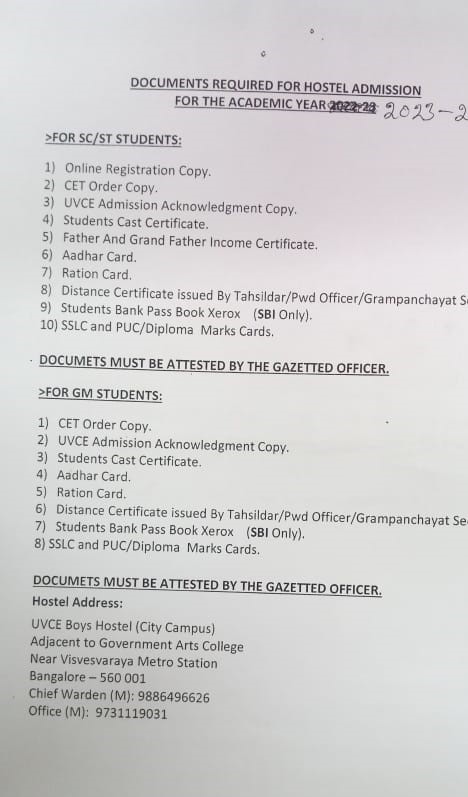 DOCUMENTS REQUIRED FOR HOSTEL ADMISSION
FOR THE ACADEMIC YEAR 2022-23 2023-2
>FOR SC/ST STUDENTS:
1) Online Registration Copy.
2) CET Order Copy.
3) UVCE Admission Acknowledgment Copy.
4) Students Cast Certificate.
5) Father And Grand Father Income Certificate.
6) Aadhar Card.
7) Ration Card.
8) Distance Certificate issued By Tahsildar/Pwd Officer/Grampanchayat S
9) Students Bank Pass Book Xerox (SBI Only).
10) SSLC and PUC/Diploma Marks Cards.
DOCUMETS MUST BE ATTESTED BY THE GAZETTED OFFICER.
>FOR GM STUDENTS:
1) CET Order Copy.
2) UVCE Admission Acknowledgment Copy.
3) Students Cast Certificate.
4) Aadhar Card.
5) Ration Card.
6) Distance Certificate issued By Tahsildar/Pwd Officer/Grampanchayat Se
7) Students Bank Pass Book Xerox (SBI Only).
8) SSLC and PUC/Diploma Marks Cards.
DOCUMETS MUST BE ATTESTED BY THE GAZETTED OFFICER.
Hostel Address:
UVCE Boys Hostel (City Campus)
Adjacent to Government Arts College
Near Visvesvaraya Metro Station
Bangalore – 560 001
Chief Warden (M): 9886496626
Office (M): 9731119031